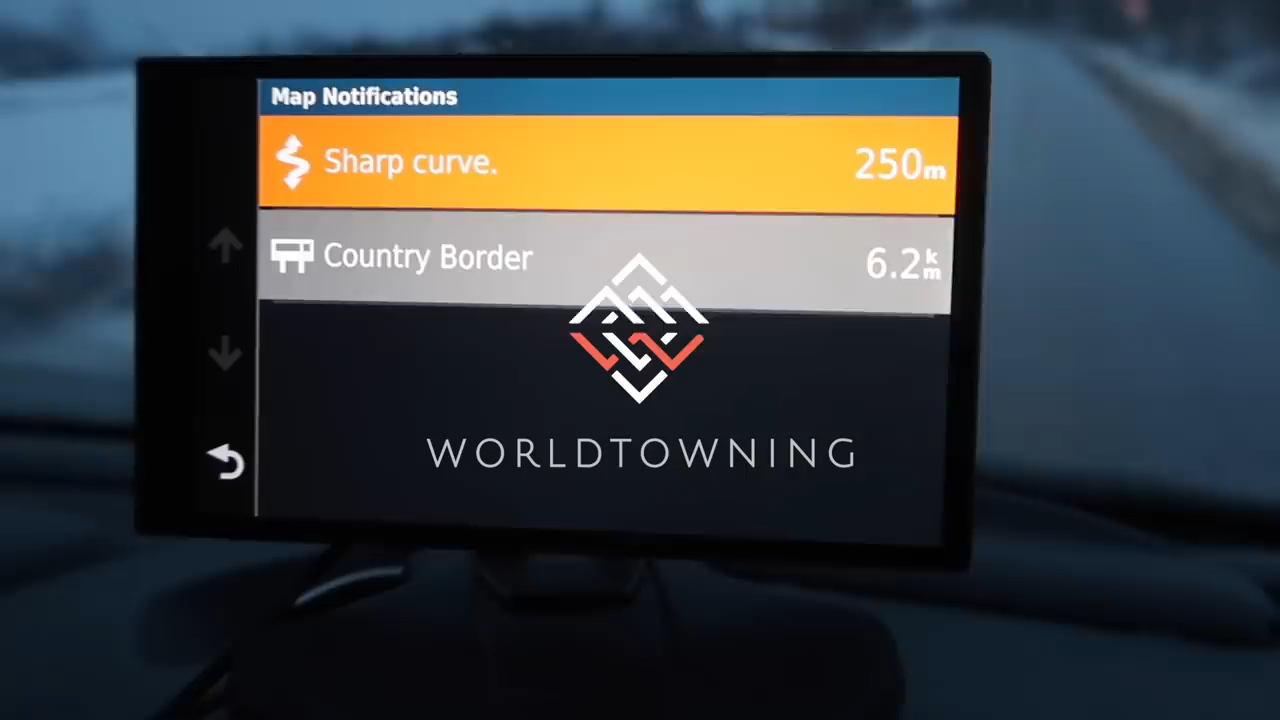 Map Notifications
Sharp curve. 250m
Country Border 6.2km
WORLDTOWNING